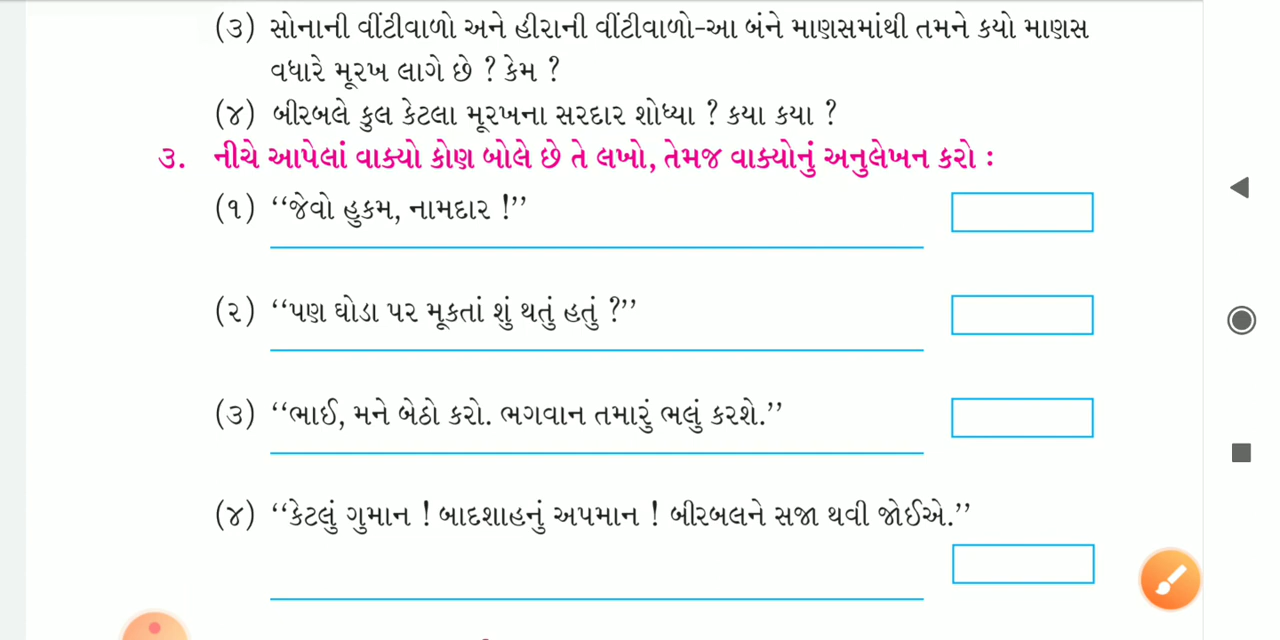 (૩) સોનાની વીંટીવાળો અને હીરાની વીંટીવાળો-આ બંને માણસમાંથી તમને કયો માણસ
વધારે મૂરખ લાગે છે ? કેમ ?
(૪) બીરબલે કુલ કેટલા મૂરખના સરદાર શોધ્યા ? કયા કયા ?
૩. નીચે આપેલાં વાક્યો કોણ બોલે છે તે લખો, તેમજ વાક્યોનું અનુલેખન કરો :
(૧) ‘‘જેવો હુકમ, નામદાર !’’
(૨) ‘‘પણ ઘોડા પર મૂકતાં શું થતું હતું ?’’
(૩) ‘‘ભાઈ, મને બેઠો કરો. ભગવાન તમારું ભલું કરશે.’’
(૪) ‘‘કેટલું ગુમાન ! બાદશાહનું અપમાન ! બીરબલને સજા થવી જોઈએ.’’